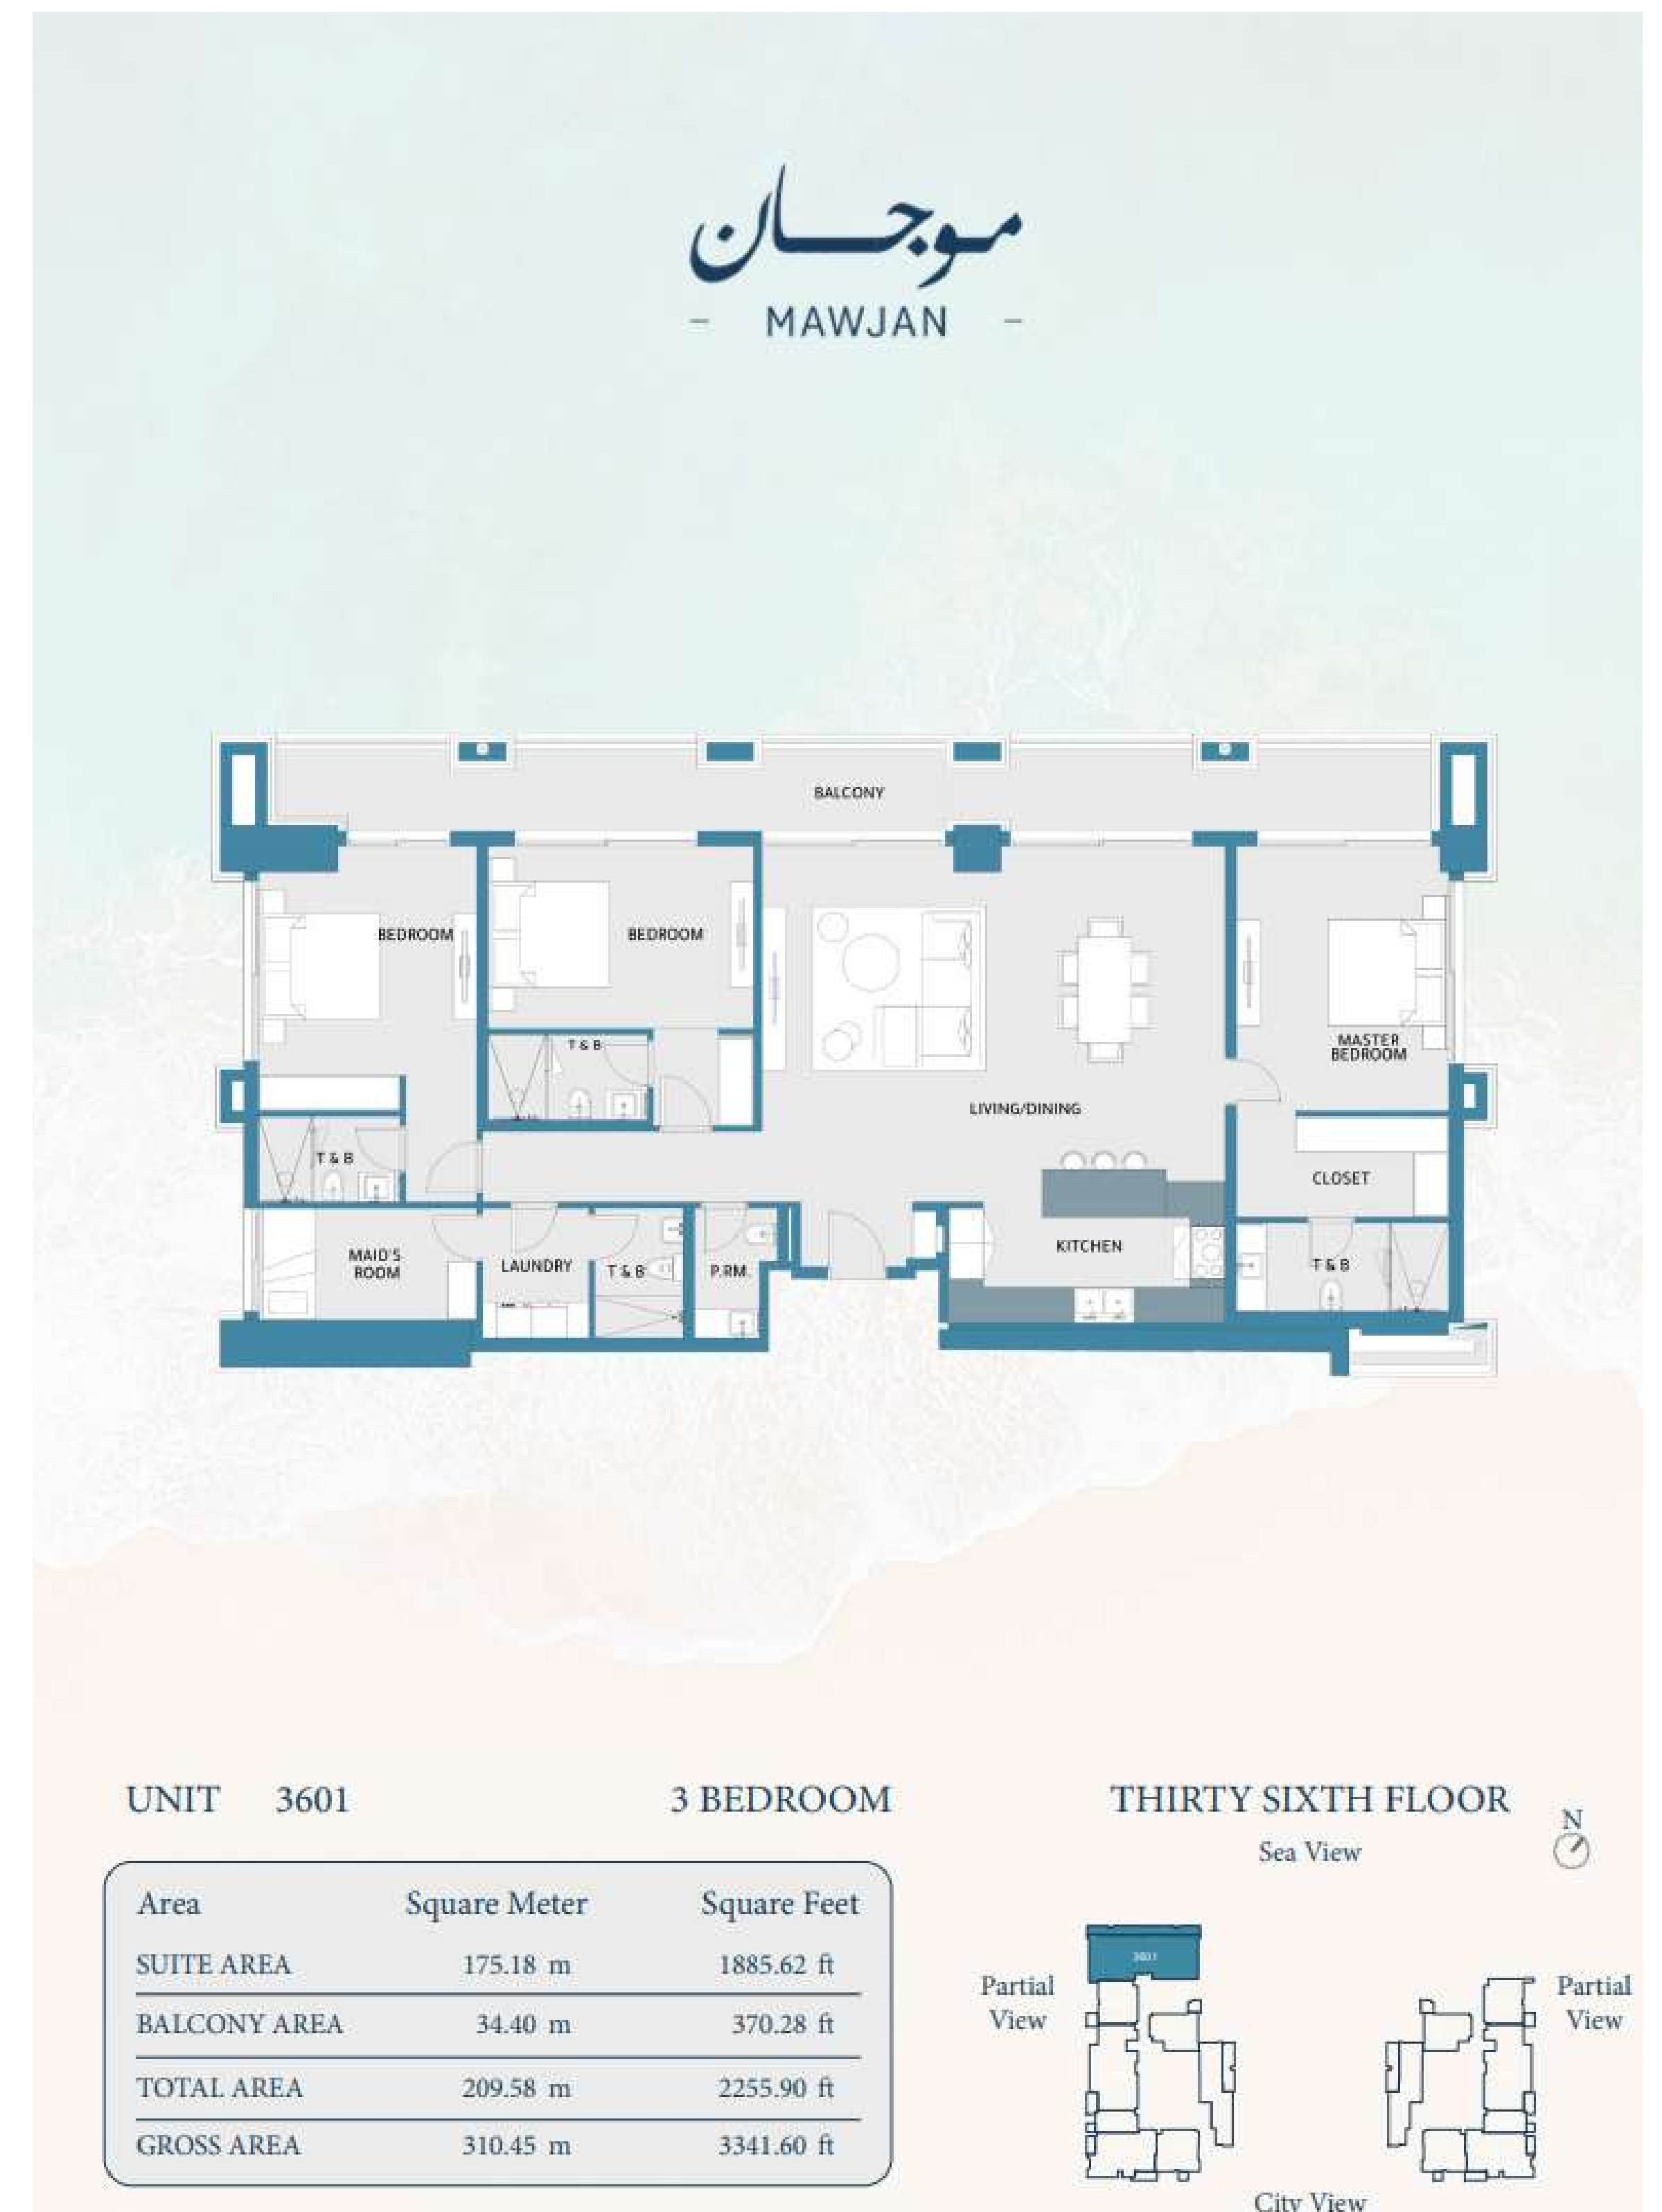 موجان
MAWJAN
BALCONY
BEDROOM
BEDROOM
T & B
MASTER
BEDROOM
LIVING/DINING
T & B
CLOSET
MAID'S
ROOM
LAUNDRY
T & B
P.RM.
KITCHEN
T & B
UNIT 3601
3 BEDROOM
THIRTY SIXTH FLOOR
N
Sea View
Area Square Meter Square Feet
SUITE AREA 175.18 m 1885.62 ft
BALCONY AREA 34.40 m 370.28 ft
TOTAL AREA 209.58 m 2255.90 ft
GROSS AREA 310.45 m 3341.60 ft
3601
Partial
View
Partial
View
City View